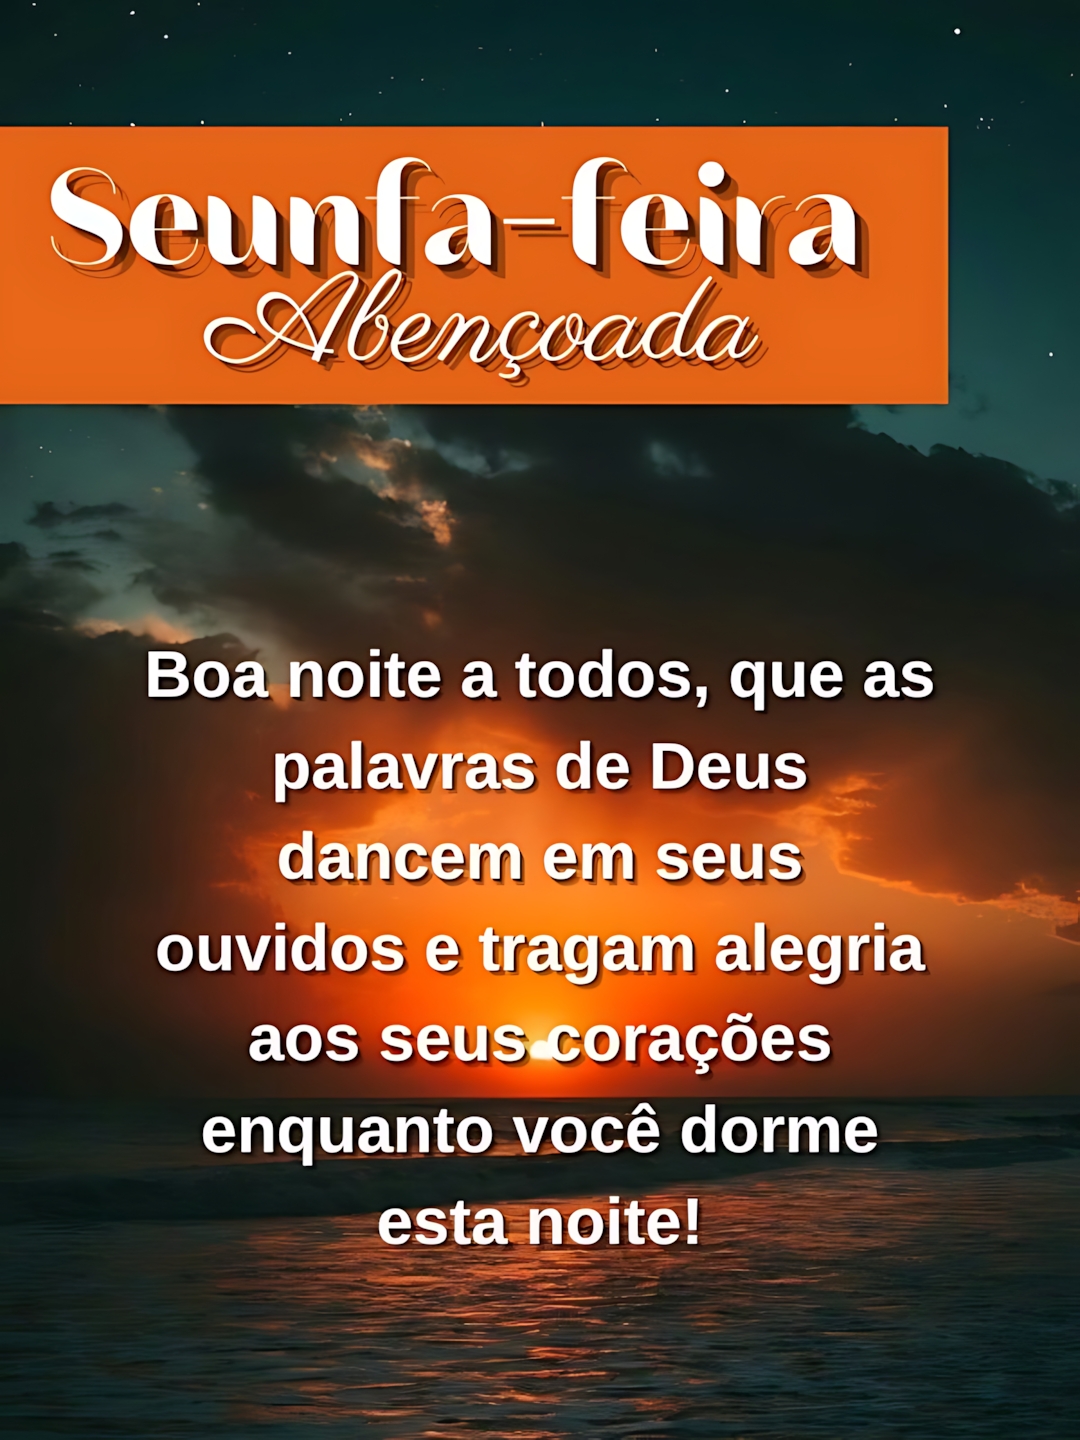 Seunfa-feira
Abençoada
Boa noite a todos, que as
palavras de Deus
dancem em seus
ouvidos e tragam alegria
aos seus corações
enquanto você dorme
esta noite!